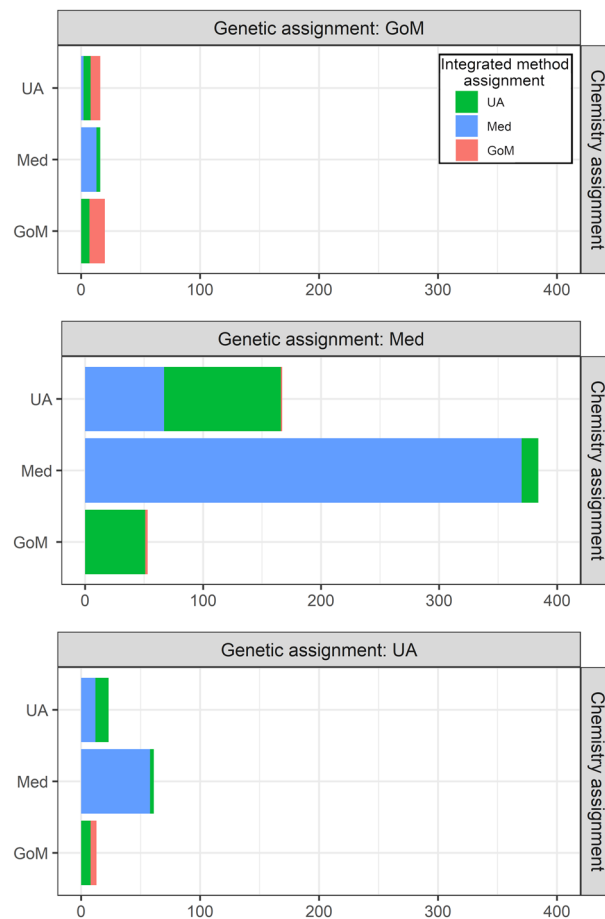 Genetic assignment: GoM
Integrated method
assignment
UA
Med
GoM
UA
Med
GoM
Chemistry assignment
0 100 200 300 400
Genetic assignment: Med
UA
Med
GoM
Chemistry assignment
0 100 200 300 400
Genetic assignment: UA
UA
Med
GoM
Chemistry assignment
0 100 200 300 400